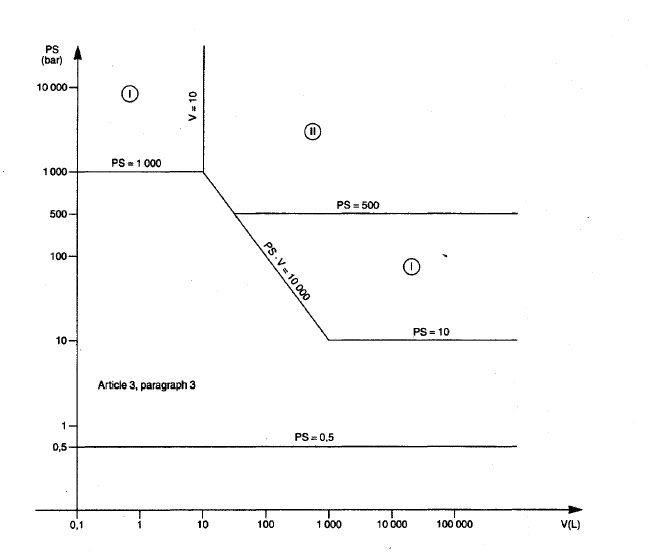 PS
(bar)
10 000
I
V = 10
II
PS = 1 000
1 000
PS = 500
500
100
PS · V = 10 000
I
PS = 10
10
Article 3, paragraph 3
1
PS = 0,5
0,5
0,1 1 10 100 1 000 10 000 100 000 V(L)